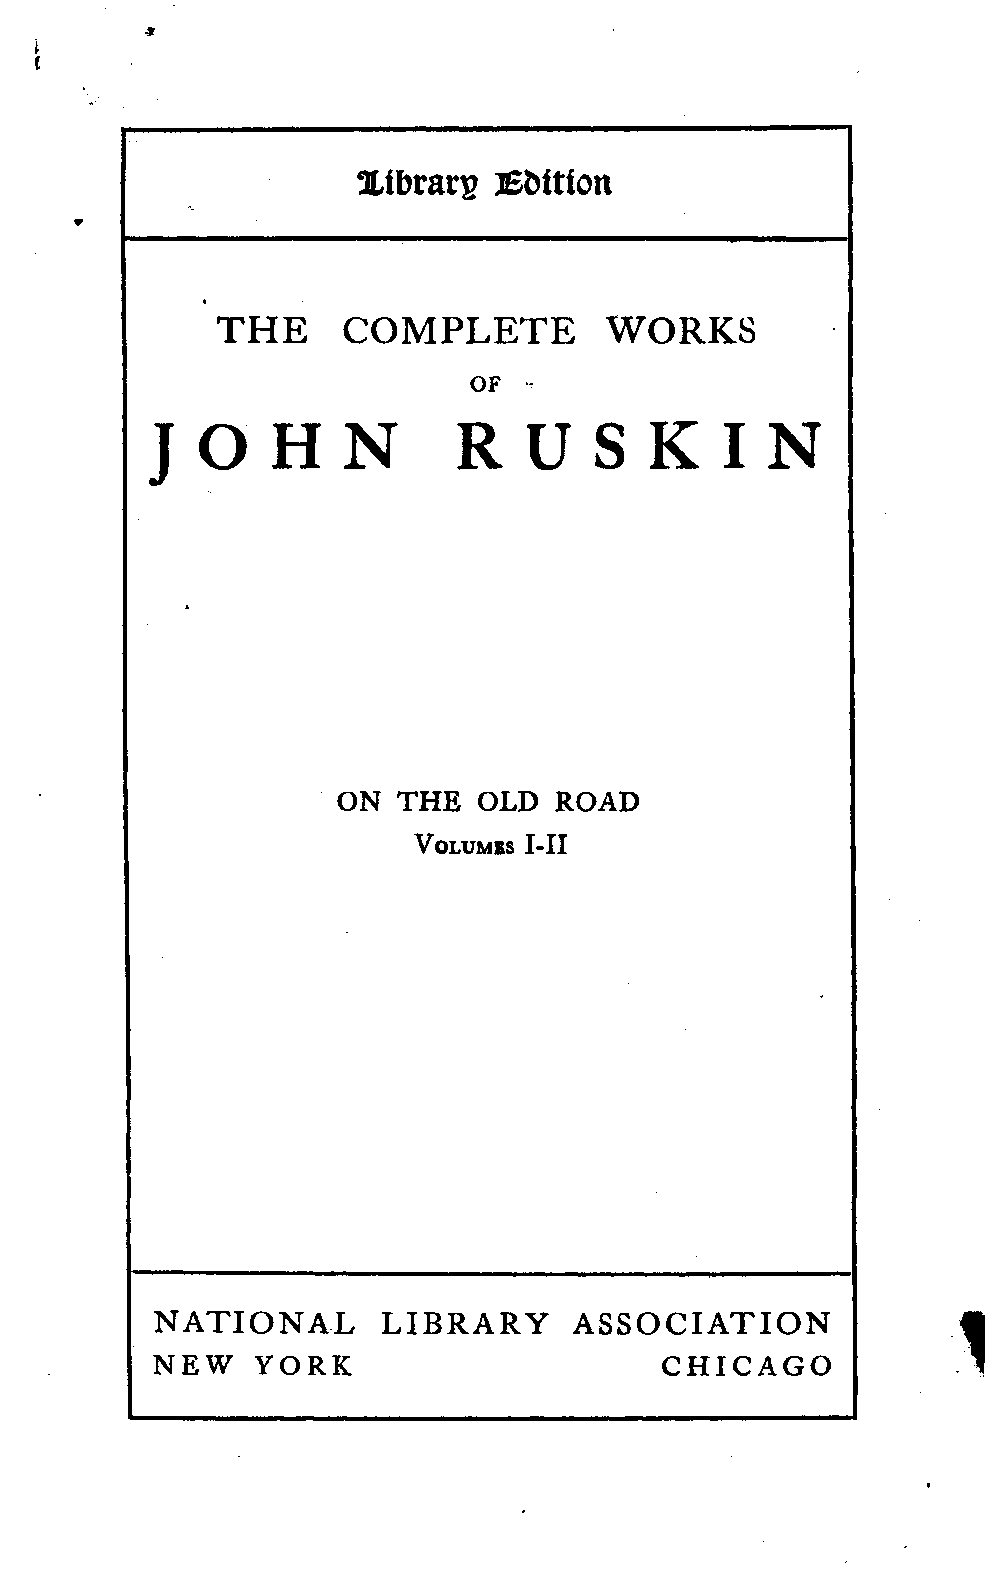 Library Edition
THE COMPLETE WORKS
OF
JOHN RUSKIN
ON THE OLD ROAD
VOLUMES I-II
NATIONAL LIBRARY ASSOCIATION
NEW YORK CHICAGO